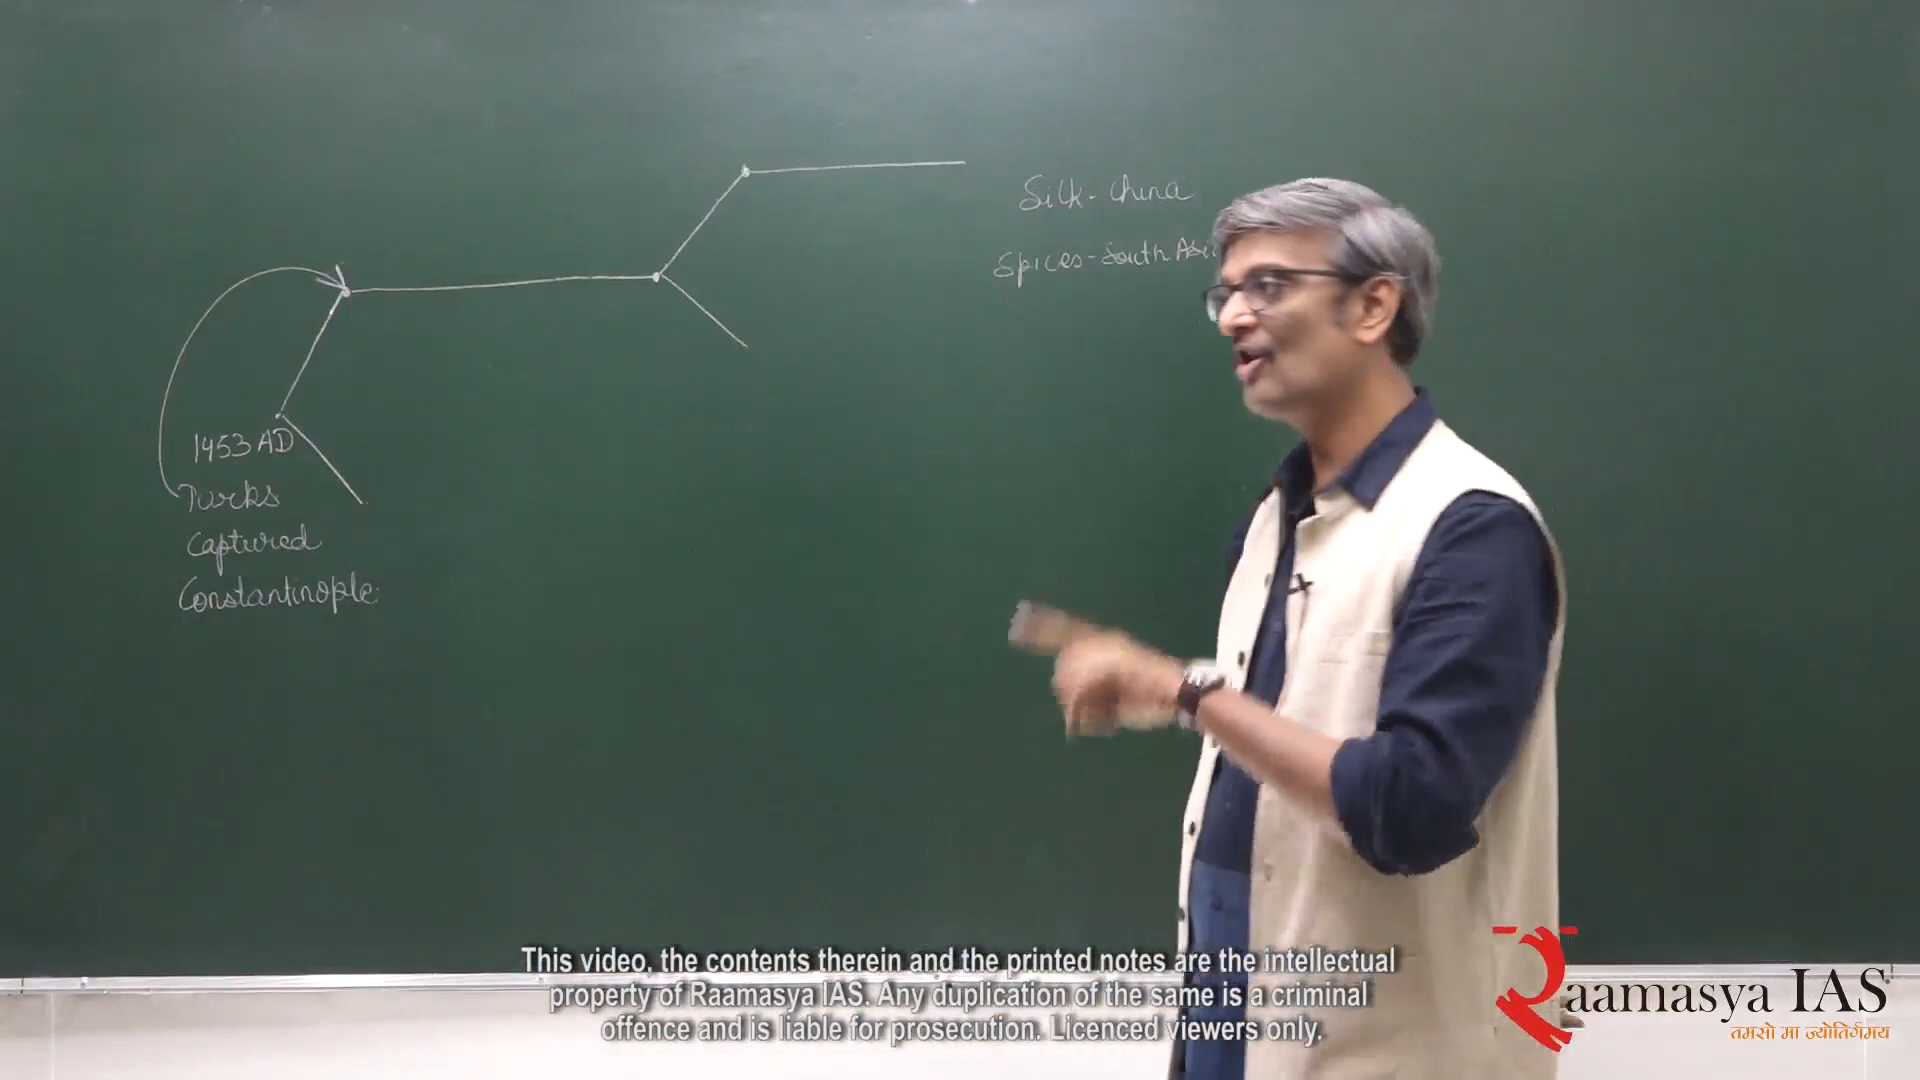 Silk - China
Spices - South Asia
1453 AD
Turks
Captured
Constantinople
This video, the contents therein and the printed notes are the intellectual
property of Raamasya IAS. Any duplication of the same is a criminal
offence and is liable for prosecution. Licenced viewers only.
Raamasya IAS
तमसो मा ज्योतिर्गमय